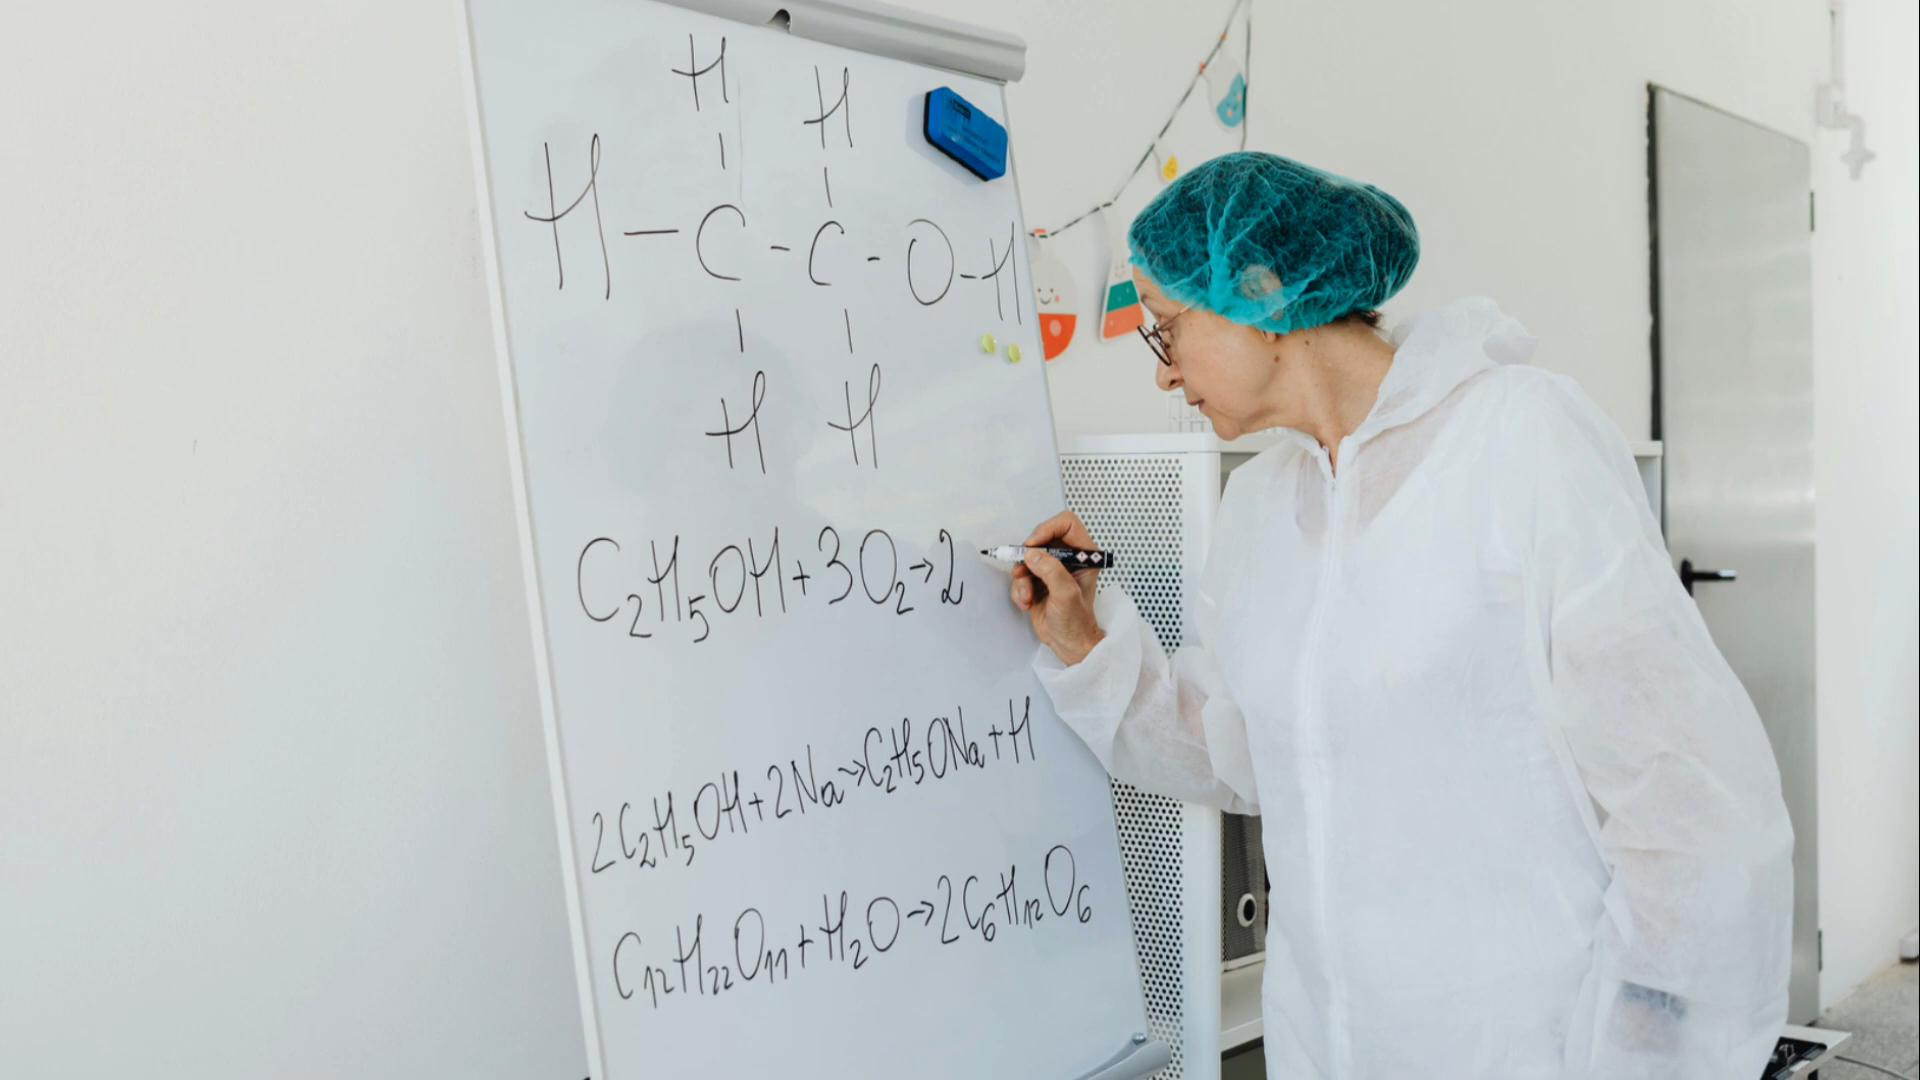 H H
H-C-C-O-H
H H
C₂H₅OH+3O₂→2
2C₂H₅OH+2Na→C₂H₅ONa+H
C₁₂H₂₂O₁₁+H₂O→2C₆H₁₂O₆